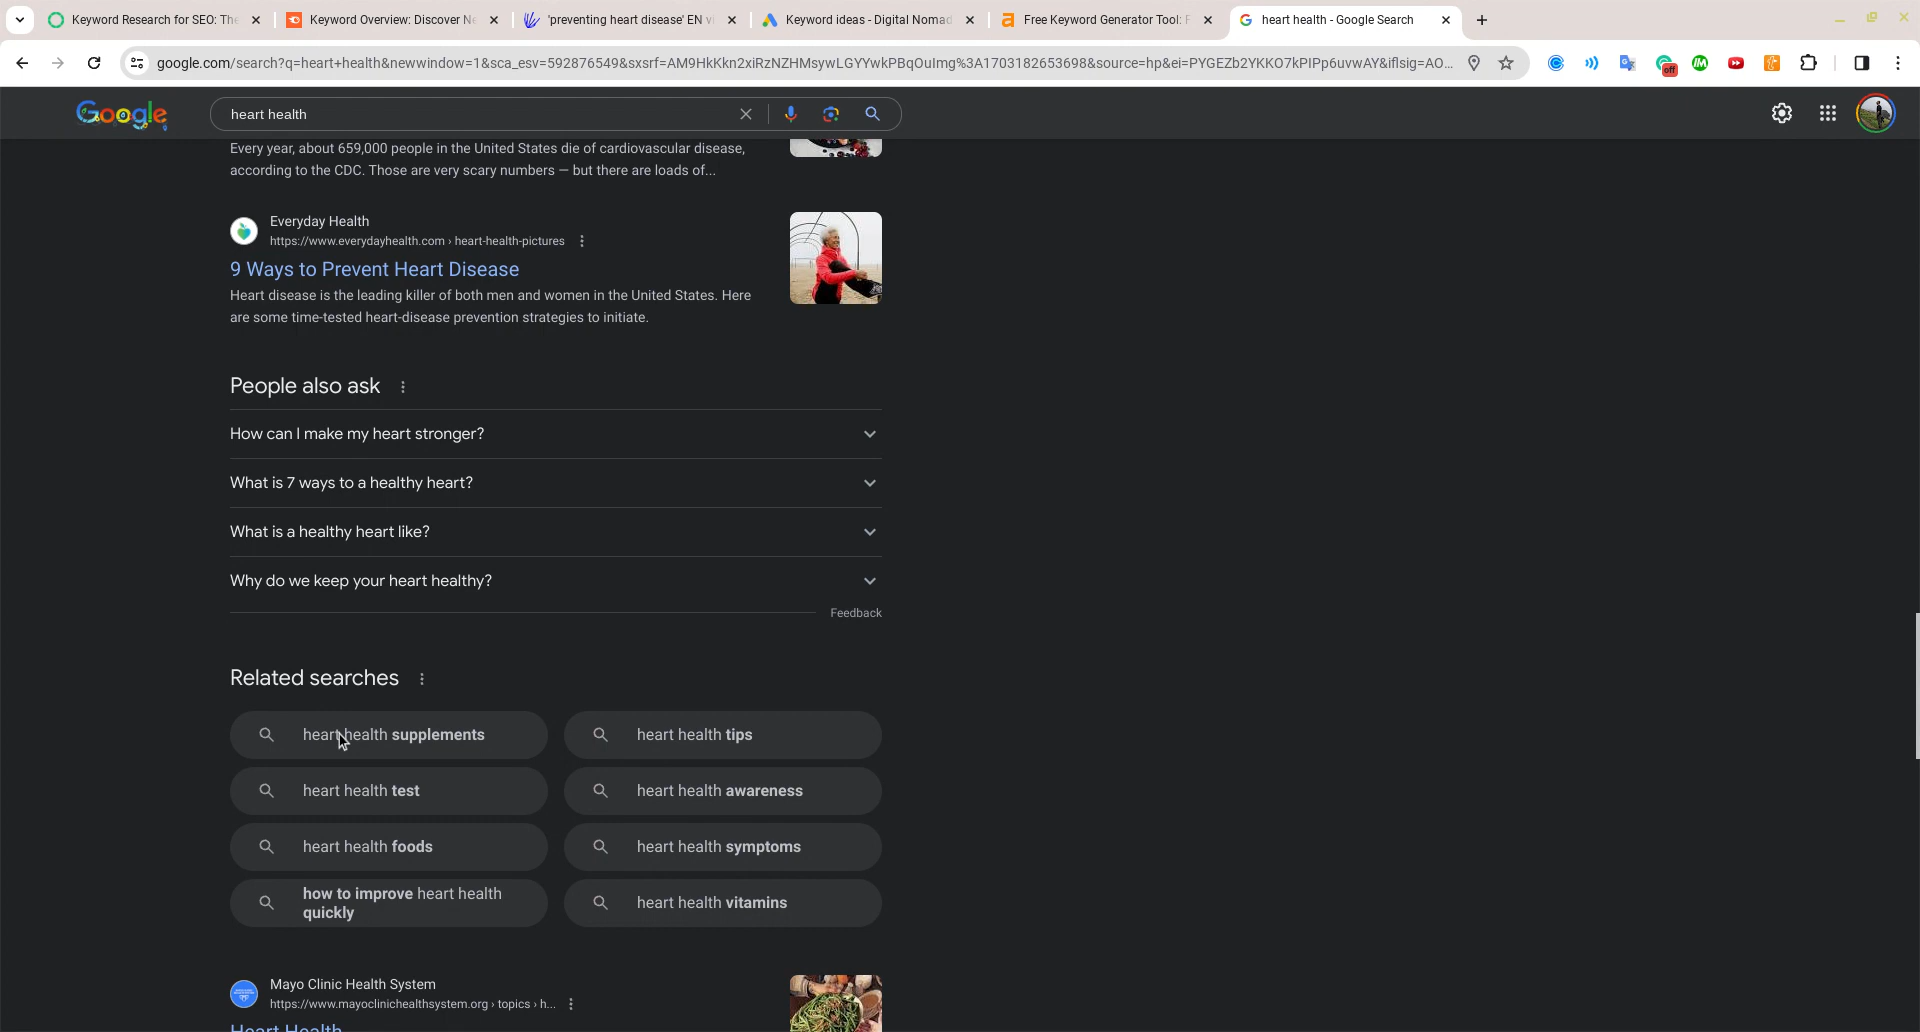 Keyword Research for SEO: The
Keyword Overview: Discover Ne
'preventing heart disease' EN vi
Keyword ideas - Digital Nomad
Free Keyword Generator Tool: F
heart health - Google Search
google.com/search?q=heart+health&newwindow=1&sca_esv=592876549&sxsrf=AM9HkKkn2xiRzNZHMsywLGYYwkPBqOuImg%3A1703182653698&source=hp&ei=PYGEZb2YKKO7kPIPp6uvwAY&iflsig=AO...
off
Google
heart health
Every year, about 659,000 people in the United States die of cardiovascular disease,
according to the CDC. Those are very scary numbers — but there are loads of...
Everyday Health
https://www.everydayhealth.com › heart-health-pictures
9 Ways to Prevent Heart Disease
Heart disease is the leading killer of both men and women in the United States. Here
are some time-tested heart-disease prevention strategies to initiate.
People also ask
How can I make my heart stronger?
What is 7 ways to a healthy heart?
What is a healthy heart like?
Why do we keep your heart healthy?
Feedback
Related searches
heart health supplements
heart health tips
heart health test
heart health awareness
heart health foods
heart health symptoms
how to improve heart health
quickly
heart health vitamins
Mayo Clinic Health System
https://www.mayoclinichealthsystem.org › topics › h...
Heart Health